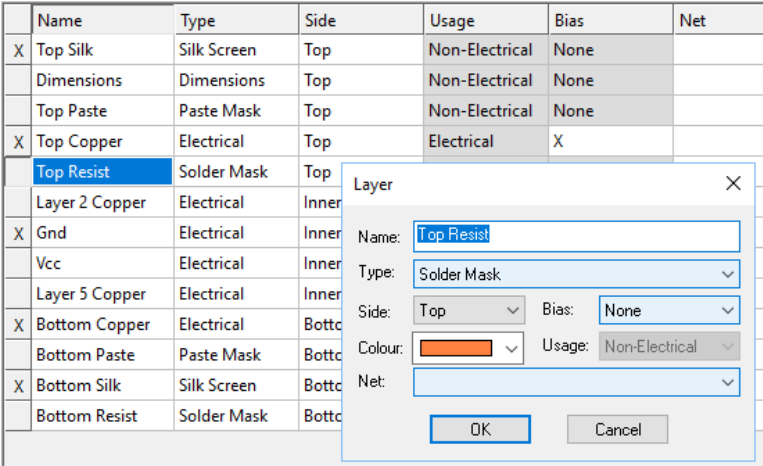 Name Type Side Usage Bias Net
X Top Silk Silk Screen Top Non-Electrical None
Dimensions Dimensions Top Non-Electrical None
Top Paste Paste Mask Top Non-Electrical None
X Top Copper Electrical Top Electrical X
Top Resist Solder Mask Top
Layer 2 Copper Electrical Inner
X Gnd Electrical Inner
Vcc Electrical Inner
Layer 5 Copper Electrical Inner
X Bottom Copper Electrical Botto
Bottom Paste Paste Mask Botto
X Bottom Silk Silk Screen Botto
Bottom Resist Solder Mask Botto
Layer
Name: Top Resist
Type: Solder Mask
Side: Top Bias: None
Colour: Usage: Non-Electrical
Net:
OK Cancel